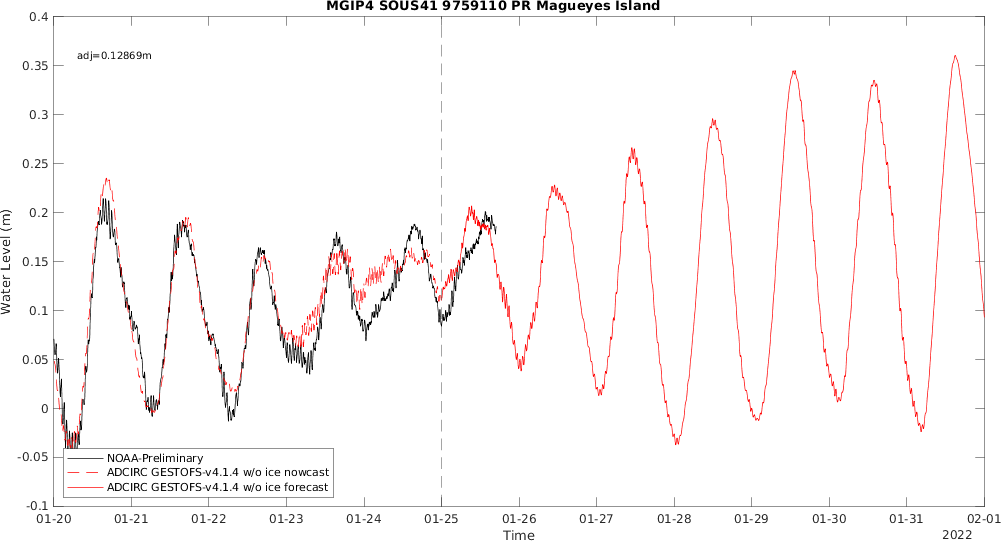 MGIP4 SOUS41 9759110 PR Magueyes Island
adj=0.12869m
Water Level (m)
0.4
0.35
0.3
0.25
0.2
0.15
0.1
0.05
0
-0.05
-0.1
NOAA-Preliminary
ADCIRC GESTOFS-v4.1.4 w/o ice nowcast
ADCIRC GESTOFS-v4.1.4 w/o ice forecast
01-20 01-21 01-22 01-23 01-24 01-25 01-26 01-27 01-28 01-29 01-30 01-31 02-01
Time
2022